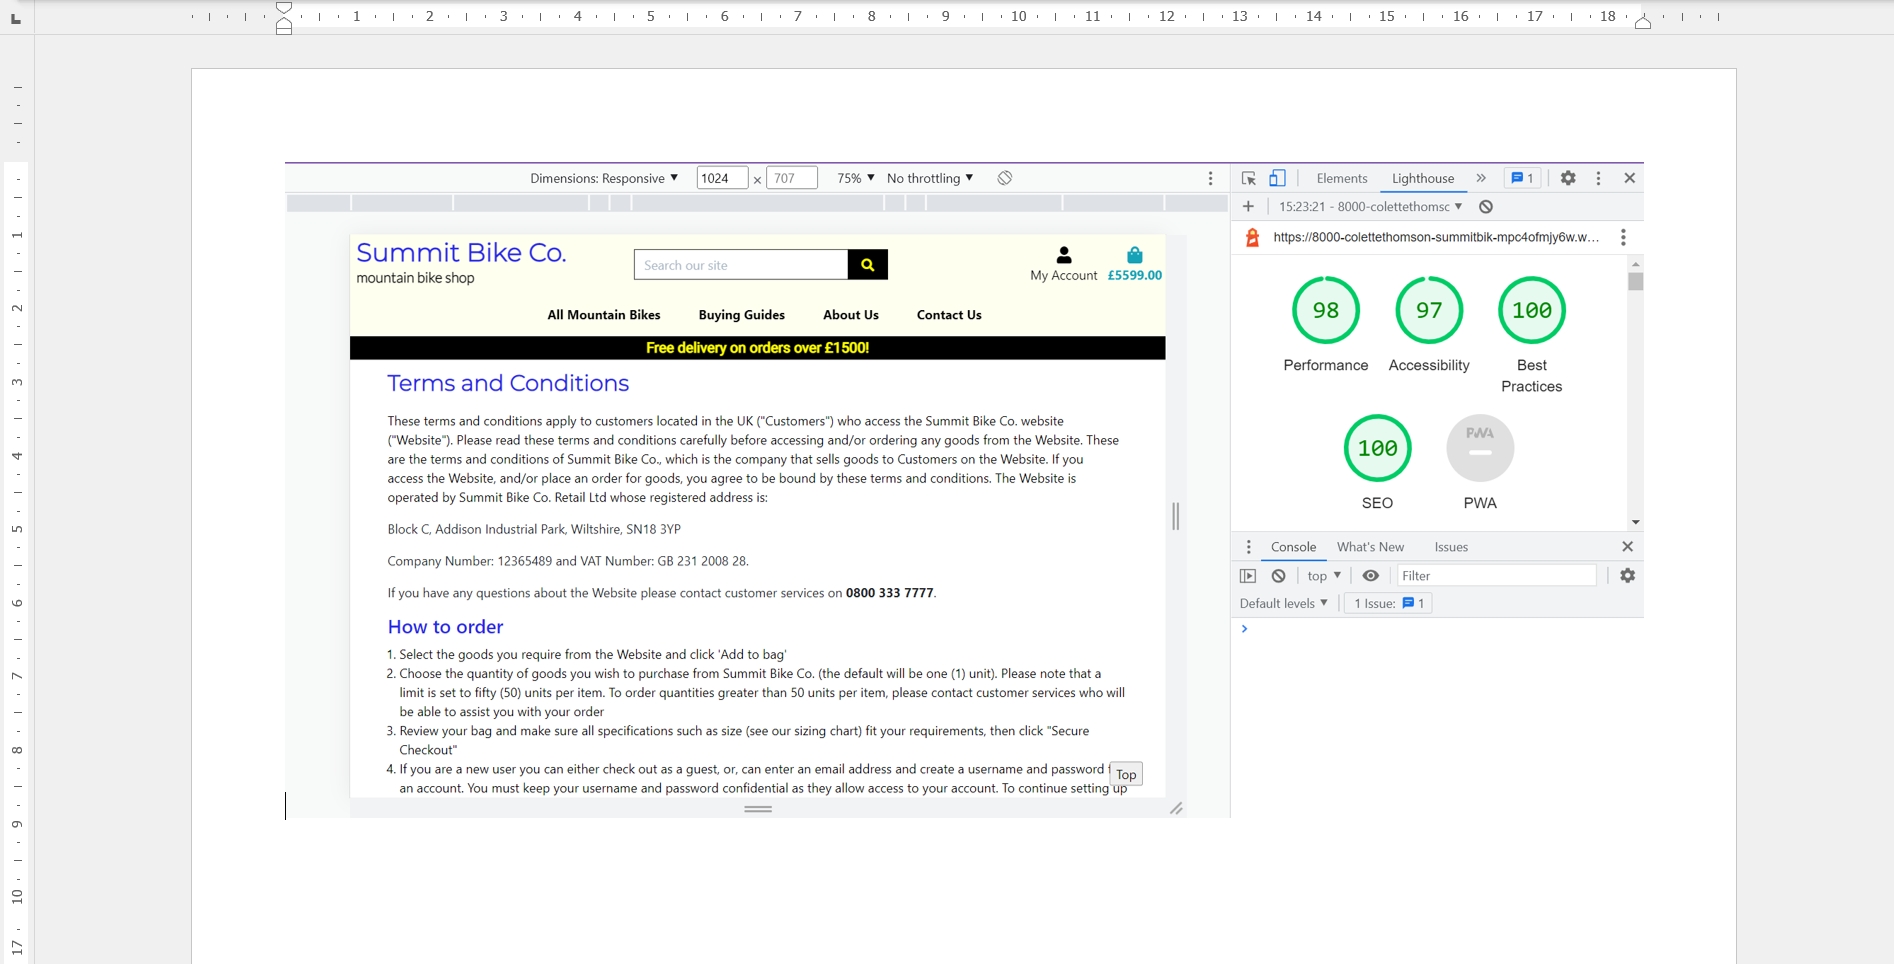 1 2 3 4 5 6 7 8 9 10 11 12 13 14 15 16 17 18
Dimensions: Responsive 1024 x 707 75% No throttling
Summit Bike Co.
mountain bike shop
Search our site
My Account £5599.00
All Mountain Bikes Buying Guides About Us Contact Us
Free delivery on orders over £1500!
Terms and Conditions
These terms and conditions apply to customers located in the UK ("Customers") who access the Summit Bike Co. website
("Website"). Please read these terms and conditions carefully before accessing and/or ordering any goods from the Website. These
are the terms and conditions of Summit Bike Co., which is the company that sells goods to Customers on the Website. If you
access the Website, and/or place an order for goods, you agree to be bound by these terms and conditions. The Website is
operated by Summit Bike Co. Retail Ltd whose registered address is:
Block C, Addison Industrial Park, Wiltshire, SN18 3YP
Company Number: 12365489 and VAT Number: GB 231 2008 28.
If you have any questions about the Website please contact customer services on 0800 333 7777.
How to order
1. Select the goods you require from the Website and click 'Add to bag'
2. Choose the quantity of goods you wish to purchase from Summit Bike Co. (the default will be one (1) unit). Please note that a
limit is set to fifty (50) units per item. To order quantities greater than 50 units per item, please contact customer services who will
be able to assist you with your order
3. Review your bag and make sure all specifications such as size (see our sizing chart) fit your requirements, then click "Secure
Checkout"
4. If you are a new user you can either check out as a guest, or, can enter an email address and create a username and password
an account. You must keep your username and password confidential as they allow access to your account. To continue setting up
Top
Elements Lighthouse 1
15:23:21 - 8000-colettethomsc
https://8000-colettethomson-summitbik-mpc4ofmjy6w.w...
98 97 100
Performance Accessibility Best
Practices
100 PWA
SEO PWA
Console What's New Issues
top Filter
Default levels 1 Issue: 1
1
2
3
4
5
6
7
8
9
10
17